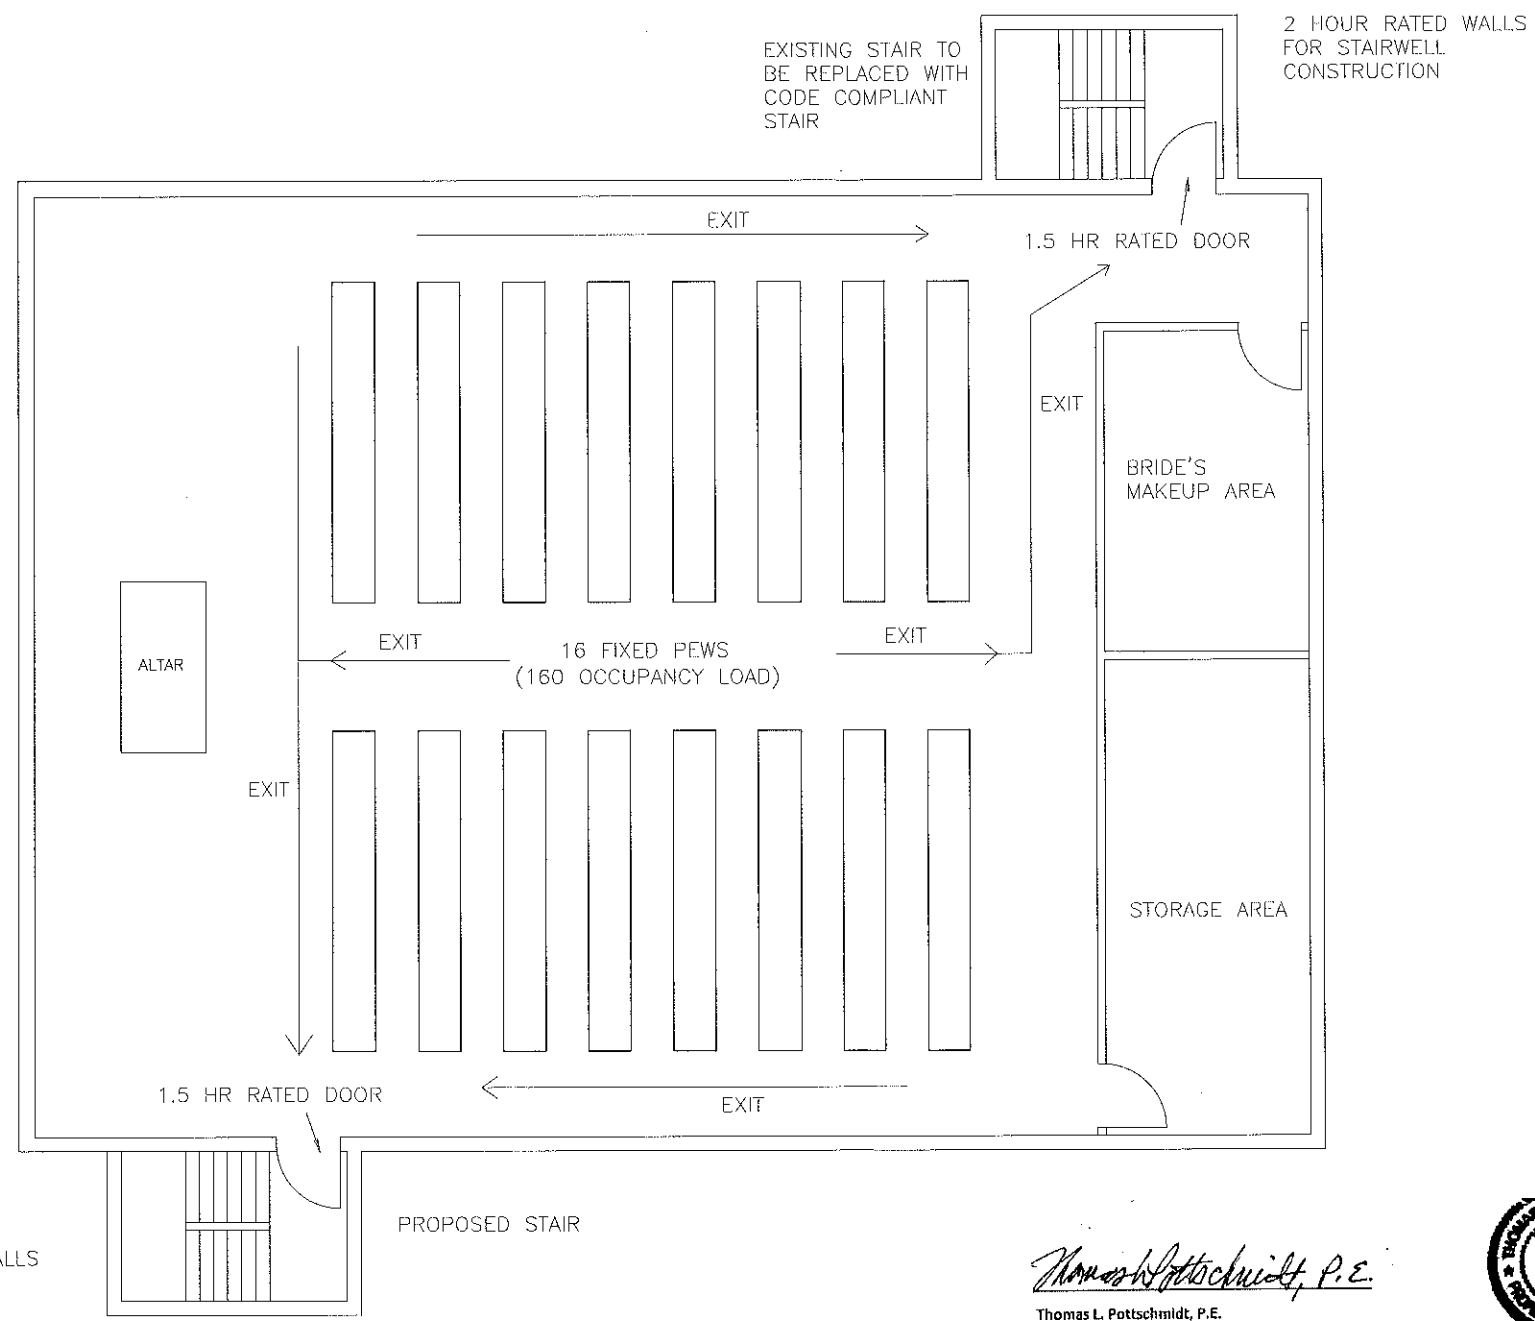 EXISTING STAIR TO
BE REPLACED WITH
CODE COMPLIANT
STAIR
2 HOUR RATED WALLS
FOR STAIRWELL
CONSTRUCTION
EXIT
1.5 HR RATED DOOR
EXIT
BRIDE'S
MAKEUP AREA
EXIT
EXIT
16 FIXED PEWS
(160 OCCUPANCY LOAD)
ALTAR
EXIT
STORAGE AREA
1.5 HR RATED DOOR
EXIT
PROPOSED STAIR
ALLS
Thomas L. Pottschmidt, P.E.
Thomas L. Pottschmidt, P.E.